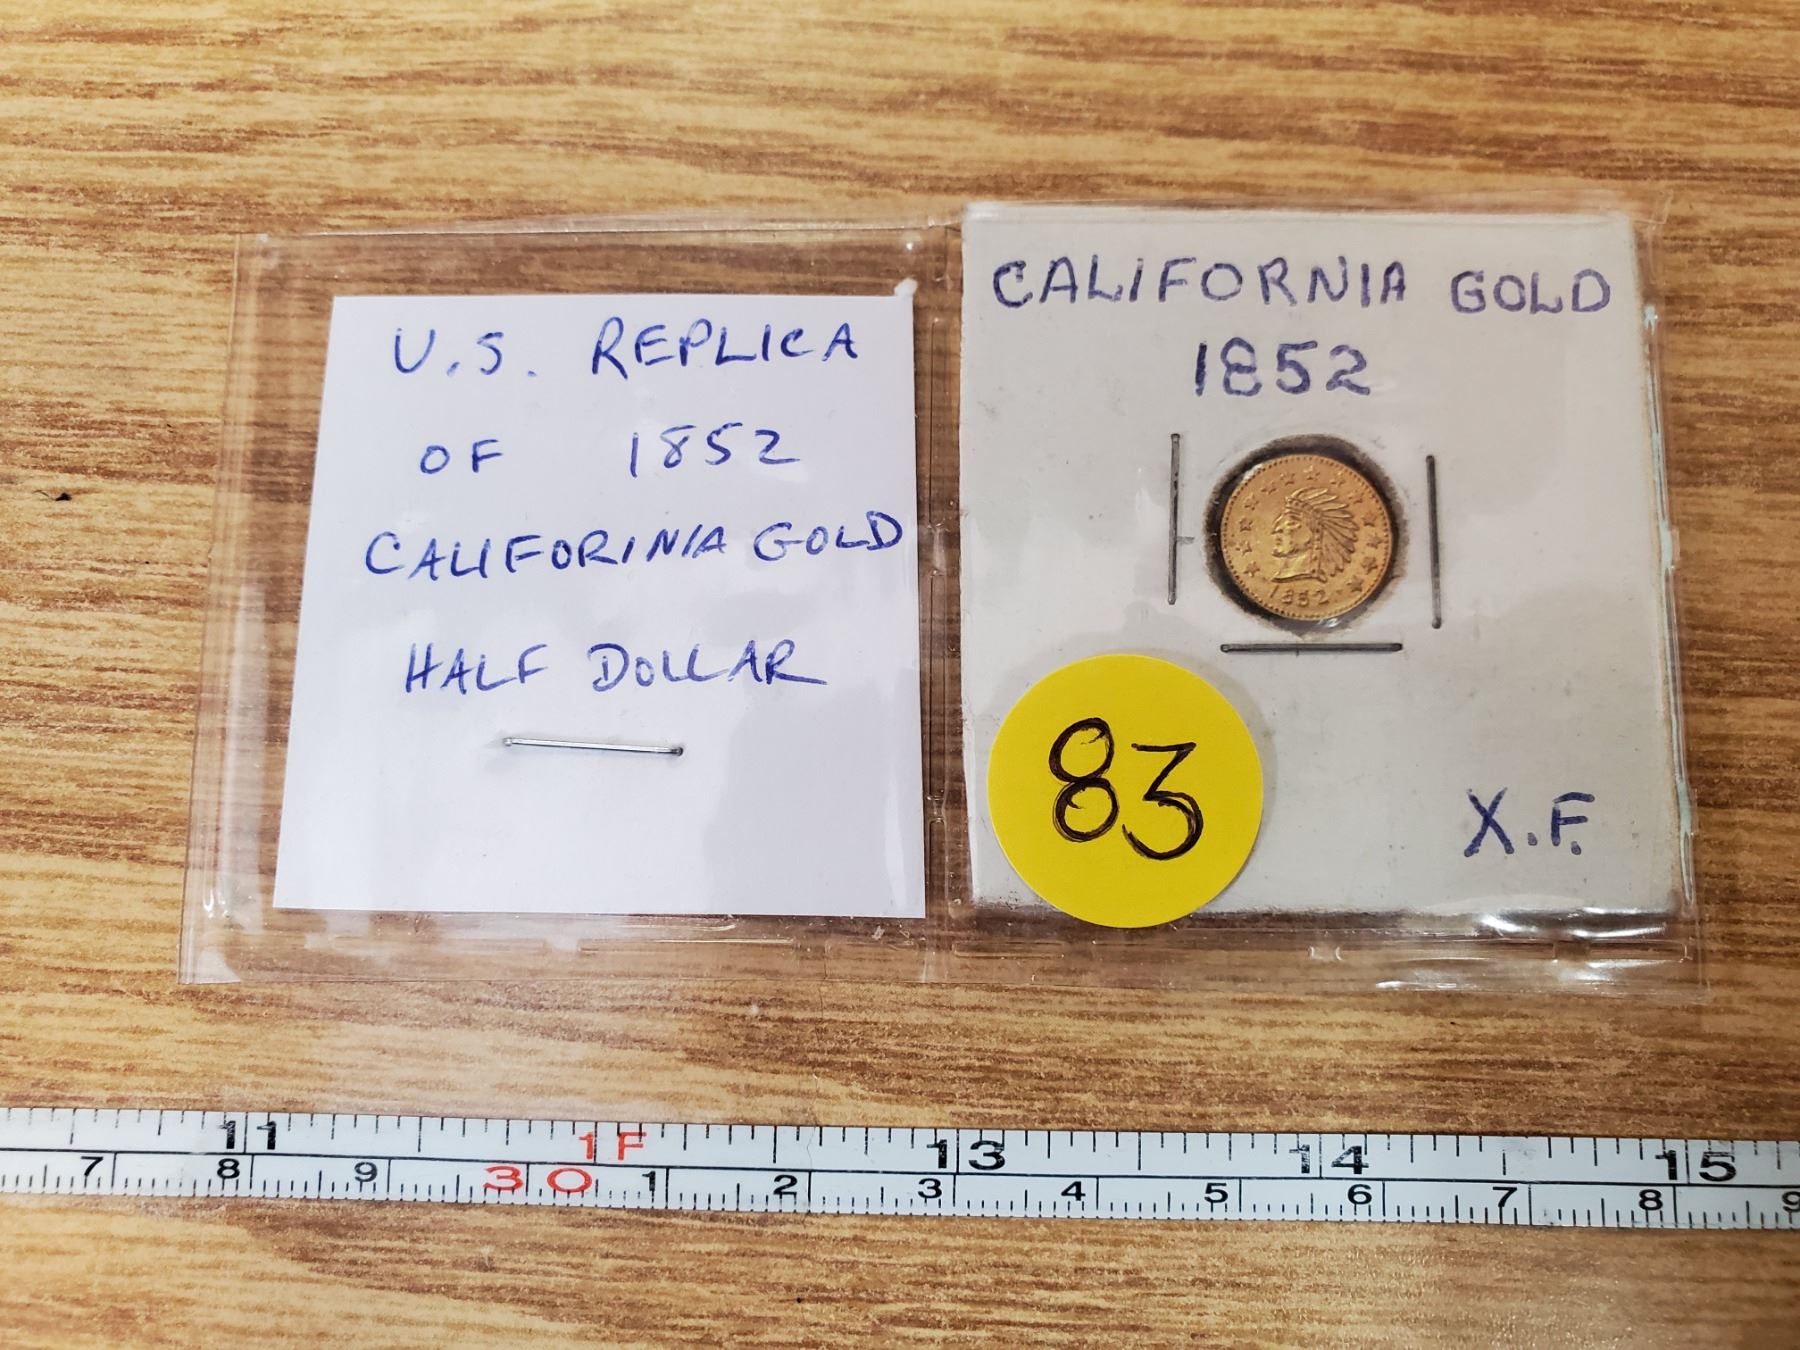 U.S. REPLICA
OF 1852
CALIFORINIA GOLD
HALF DOLLAR
CALIFORNIA GOLD
1852
1852
83
X.F.
11 1F 13 14 15
7 8 9 30 1 2 3 4 5 6 7 8 9